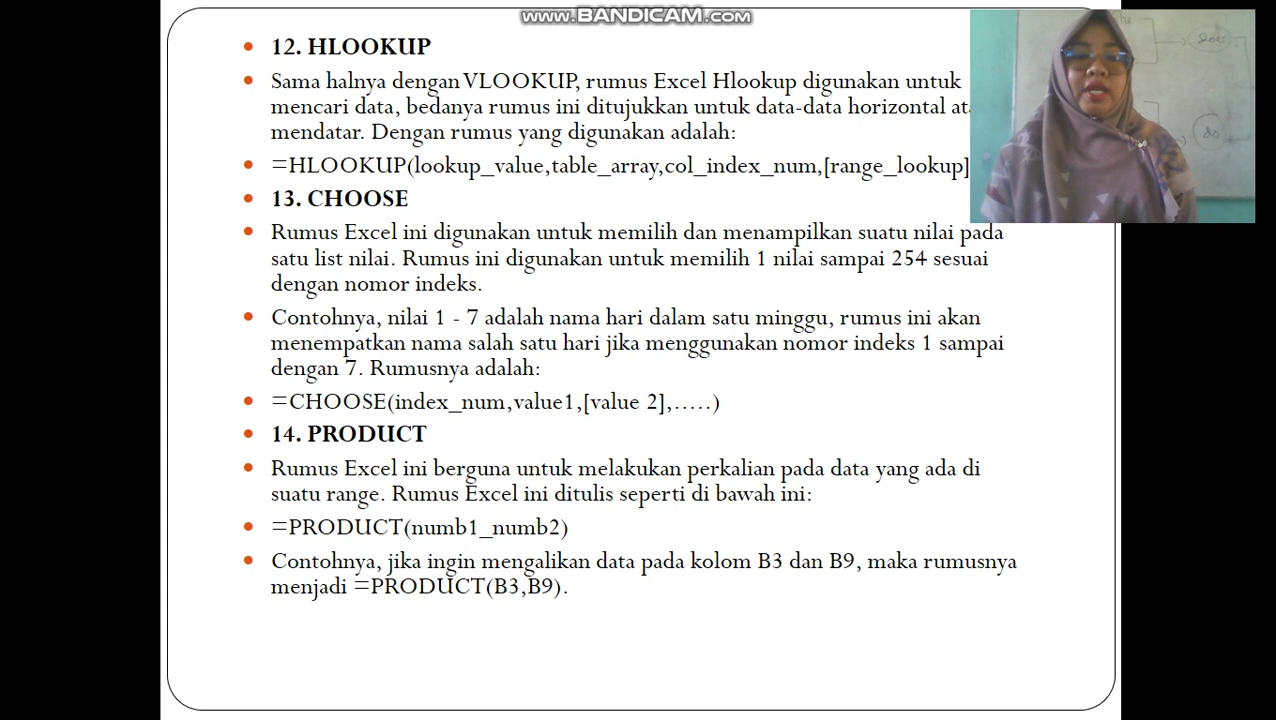 www.BANDICAM.com
12. HLOOKUP
Sama halnya dengan VLOOKUP, rumus Excel Hlookup digunakan untuk
mencari data, bedanya rumus ini ditujukkan untuk data-data horizontal
mendatar. Dengan rumus yang digunakan adalah:
=HLOOKUP(lookup_value,table_array,col_index_num,[range_lookup]
13. CHOOSE
Rumus Excel ini digunakan untuk memilih dan menampilkan suatu nilai pada
satu list nilai. Rumus ini digunakan untuk memilih 1 nilai sampai 254 sesuai
dengan nomor indeks.
Contohnya, nilai 1 - 7 adalah nama hari dalam satu minggu, rumus ini akan
menempatkan nama salah satu hari jika menggunakan nomor indeks 1 sampai
dengan 7. Rumusnya adalah:
=CHOOSE(index_num,value1,[value 2],.....)
14. PRODUCT
Rumus Excel ini berguna untuk melakukan perkalian pada data yang ada di
suatu range. Rumus Excel ini ditulis seperti di bawah ini:
=PRODUCT(numb1_numb2)
Contohnya, jika ingin mengalikan data pada kolom B3 dan B9, maka rumusnya
menjadi =PRODUCT(B3,B9).